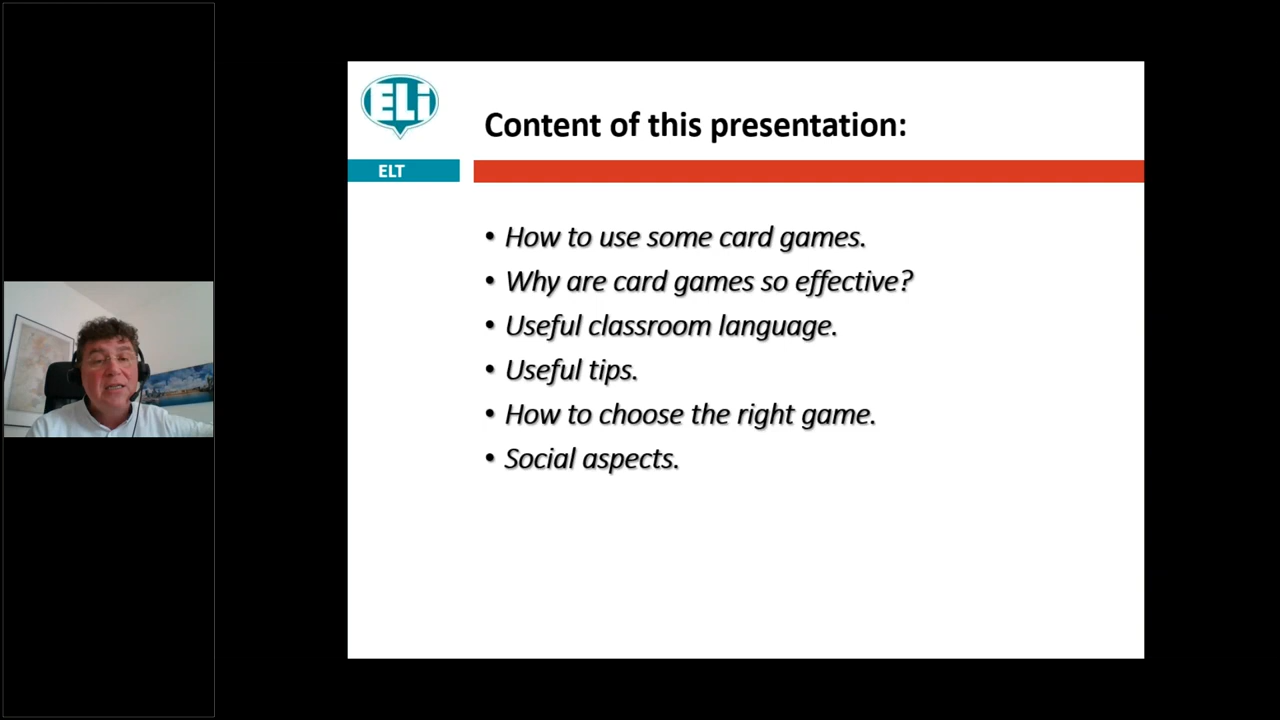 ELi
Content of this presentation:
ELT
• How to use some card games.
• Why are card games so effective?
• Useful classroom language.
• Useful tips.
• How to choose the right game.
• Social aspects.